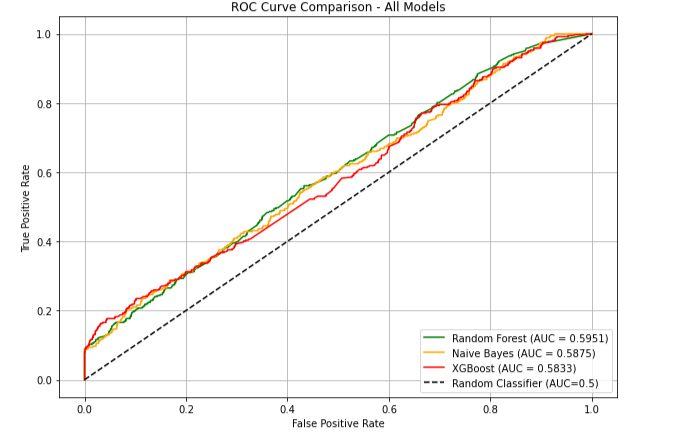 ROC Curve Comparison - All Models
True Positive Rate
1.0
0.8
0.6
0.4
0.2
0.0
Random Forest (AUC = 0.5951)
Naive Bayes (AUC = 0.5875)
XGBoost (AUC = 0.5833)
Random Classifier (AUC=0.5)
0.0 0.2 0.4 0.6 0.8 1.0
False Positive Rate